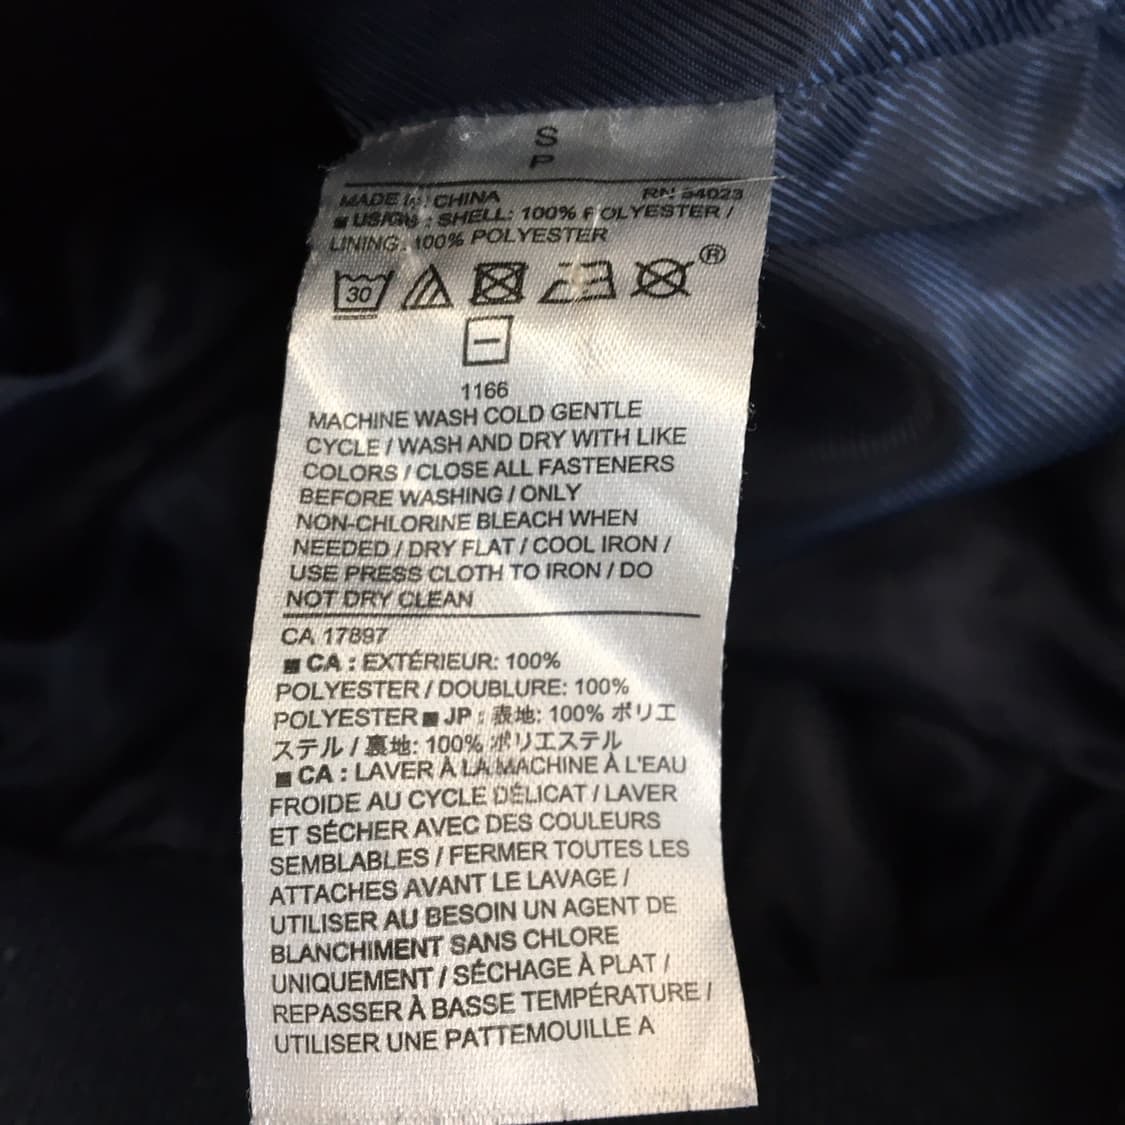 S
P
MADE IN CHINA RN 54023
■ US/GB : SHELL: 100% POLYESTER /
LINING: 100% POLYESTER
30
®
1166
MACHINE WASH COLD GENTLE
CYCLE / WASH AND DRY WITH LIKE
COLORS / CLOSE ALL FASTENERS
BEFORE WASHING / ONLY
NON-CHLORINE BLEACH WHEN
NEEDED / DRY FLAT / COOL IRON /
USE PRESS CLOTH TO IRON / DO
NOT DRY CLEAN
CA 17897
■ CA : EXTÉRIEUR: 100%
POLYESTER / DOUBLURE: 100%
POLYESTER ■ JP : 表地: 100% ポリエ
ステル / 裏地: 100% ポリエステル
■ CA : LAVER À LA MACHINE À L'EAU
FROIDE AU CYCLE DÉLICAT / LAVER
ET SÉCHER AVEC DES COULEURS
SEMBLABLES / FERMER TOUTES LES
ATTACHES AVANT LE LAVAGE /
UTILISER AU BESOIN UN AGENT DE
BLANCHIMENT SANS CHLORE
UNIQUEMENT / SÉCHAGE À PLAT /
REPASSER À BASSE TEMPÉRATURE /
UTILISER UNE PATTEMOUILLE A